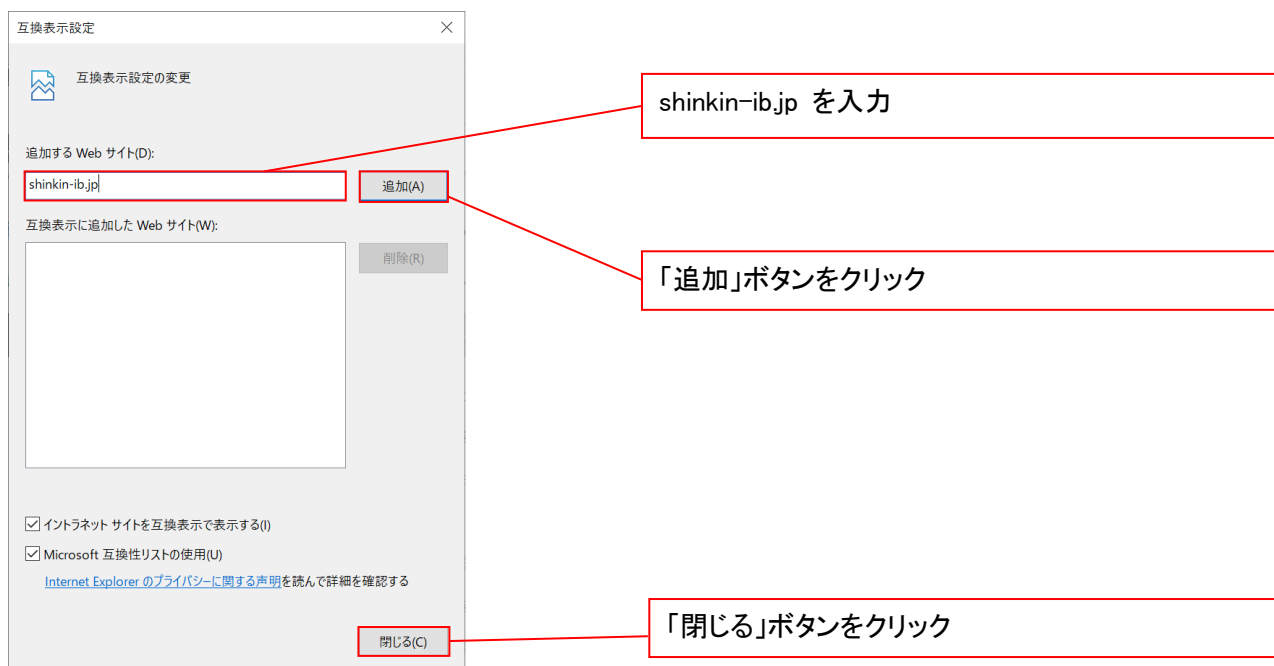 互換表示設定
互換表示設定の変更
shinkin-ib.jp を入力
追加する Web サイト(D):
shinkin-ib.jp
追加(A)
互換表示に追加した Web サイト(W):
削除(R)
「追加」ボタンをクリック
イントラネット サイトを互換表示で表示する(I)
Microsoft 互換性リストの使用(U)
Internet Explorer のプライバシーに関する声明を読んで詳細を確認する
「閉じる」ボタンをクリック
閉じる(C)